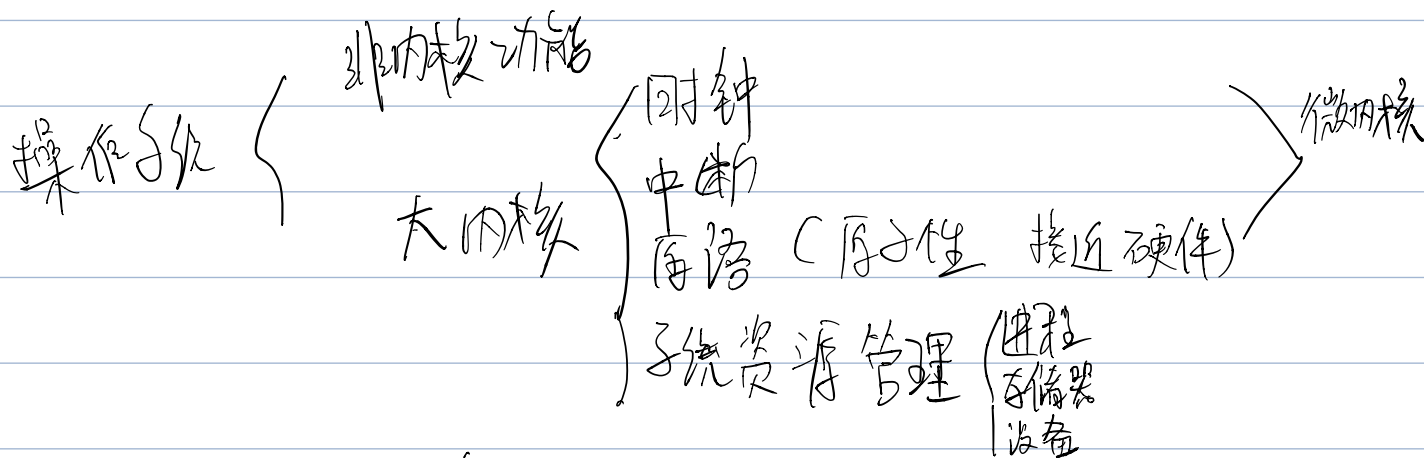 操作系统
非内核功能
大内核
时钟
中断
原语（原子性 接近硬件）
系统资源管理
进程
存储器
设备
微内核